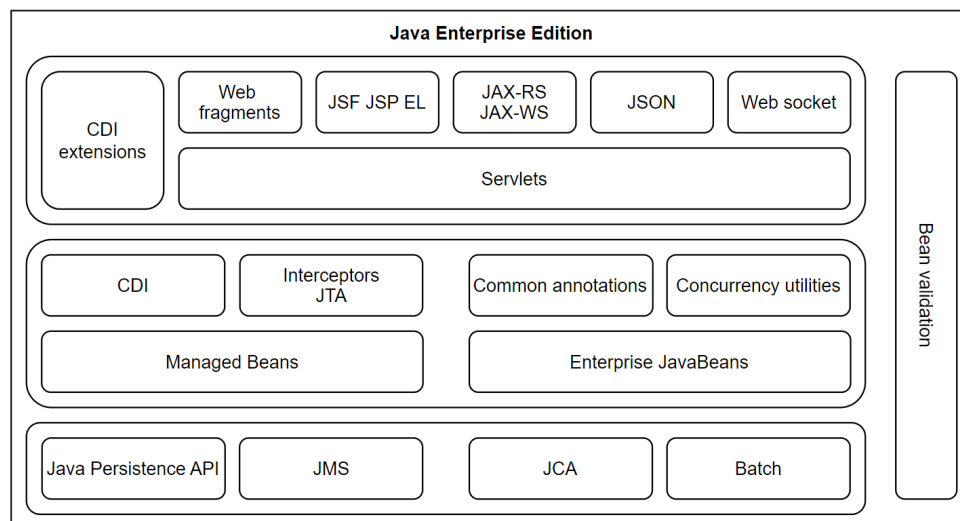 Java Enterprise Edition
CDI
extensions
Web
fragments
JSF JSP EL
JAX-RS
JAX-WS
JSON
Web socket
Servlets
CDI
Interceptors
JTA
Common annotations
Concurrency utilities
Managed Beans
Enterprise JavaBeans
Java Persistence API
JMS
JCA
Batch
Bean validation